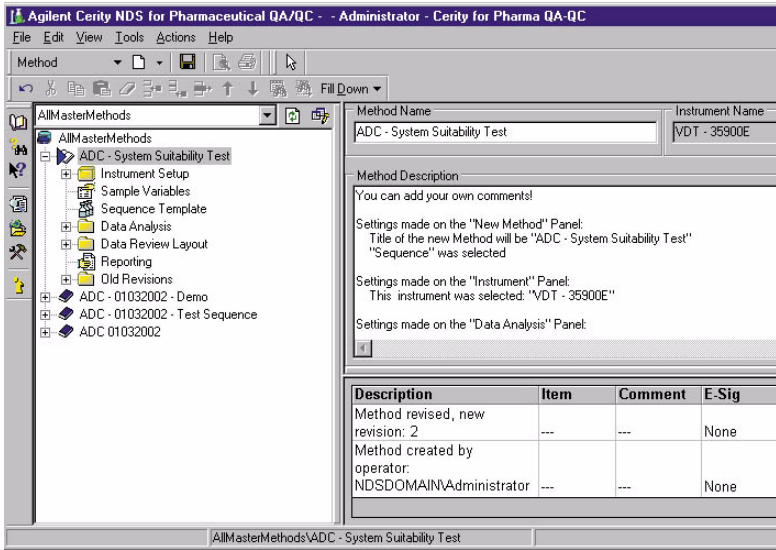 Agilent Cerity NDS for Pharmaceutical QA/QC - - Administrator - Cerity for Pharma QA-QC
File Edit View Tools Actions Help
Method
Fill Down
AllMasterMethods
AllMasterMethods
ADC - System Suitability Test
Instrument Setup
Sample Variables
Sequence Template
Data Analysis
Data Review Layout
Reporting
Old Revisions
ADC - 01032002 - Demo
ADC - 01032002 - Test Sequence
ADC 01032002
Method Name
ADC - System Suitability Test
Instrument Name
VDT - 35900E
Method Description
You can add your own comments!
Settings made on the "New Method" Panel:
Title of the new Method will be "ADC - System Suitability Test"
"Sequence" was selected
Settings made on the "Instrument" Panel:
This instrument was selected: "VDT - 35900E"
Settings made on the "Data Analysis" Panel:
Description Item Comment E-Sig
Method revised, new
revision: 2 --- --- None
Method created by
operator:
NDSDOMAIN\Administrator --- --- None
AllMasterMethods\ADC - System Suitability Test